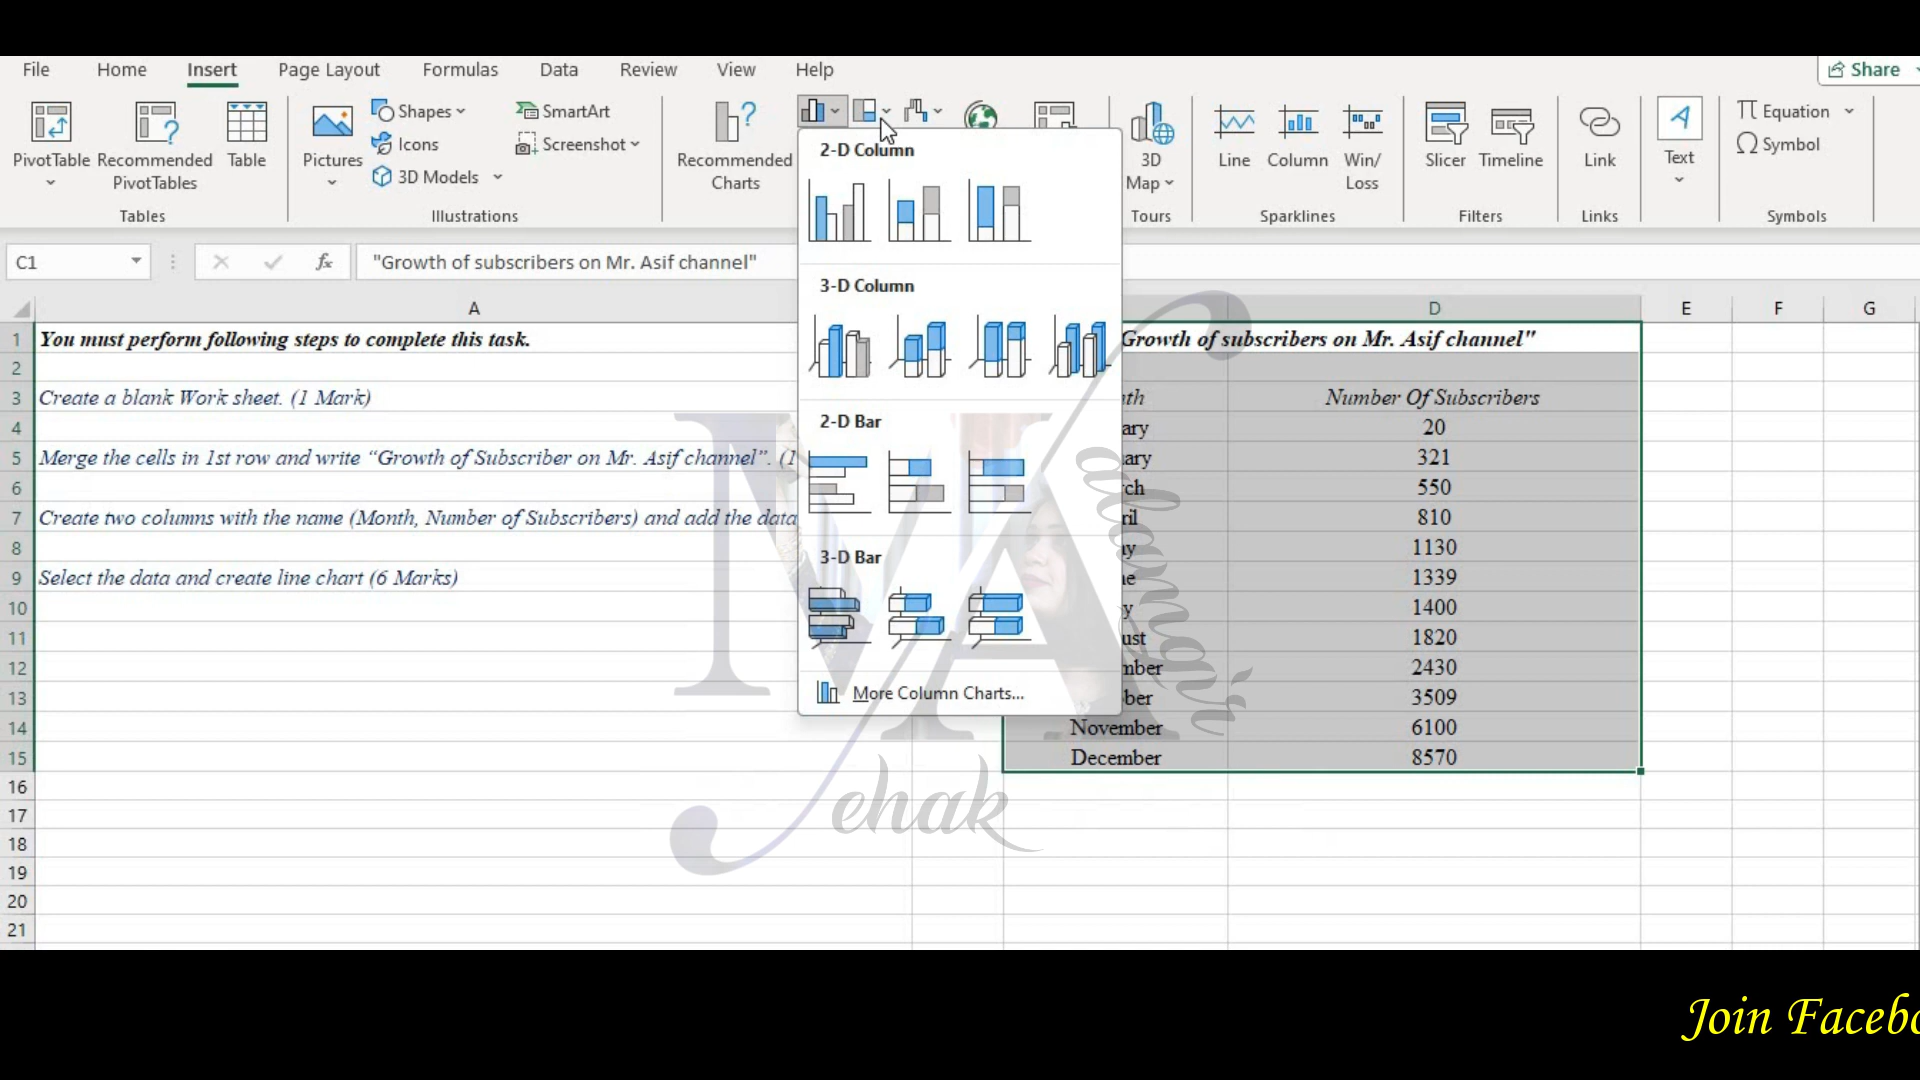 File Home Insert Page Layout Formulas Data Review View Help Share
Shapes SmartArt Equation
Icons Screenshot Symbol
3D Models
PivotTable Recommended PivotTables Table Pictures Recommended Charts 3D Map Line Column Win/Loss Slicer Timeline Link Text
Tables Illustrations Tours Sparklines Filters Links Symbols
2-D Column
3-D Column
2-D Bar
3-D Bar
More Column Charts...
C1 fx "Growth of subscribers on Mr. Asif channel"
A D E F G
1 You must perform following steps to complete this task. Growth of subscribers on Mr. Asif channel"
2
3 Create a blank Work sheet. (1 Mark) Number Of Subscribers
4 20
5 Merge the cells in 1st row and write “Growth of Subscriber on Mr. Asif channel”. (1 321
6 550
7 Create two columns with the name (Month, Number of Subscribers) and add the data 810
8 1130
9 Select the data and create line chart (6 Marks) 1339
10 1400
11 1820
12 2430
13 3509
14 November 6100
15 December 8570
16
17
18
19
20
21
MA
ehak
Join Facebo